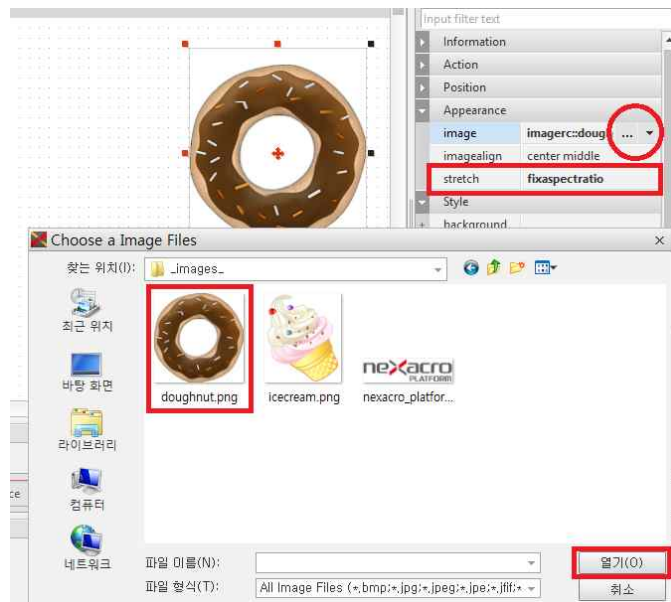 Input filter text
Information
Action
Position
Appearance
image imagerc::dough ...
imagealign center middle
stretch fixaspectratio
Style
background
Choose a Image Files
찾는 위치(I): _images_
최근 위치
바탕 화면
라이브러리
컴퓨터
네트워크
doughnut.png icecream.png nexacro_platfor...
nexacro
PLATFORM
ce
파일 이름(N):
열기(O)
파일 형식(T): All Image Files (*.bmp;*.jpg;*.jpeg;*.jpe;*.jfif;*.
취소